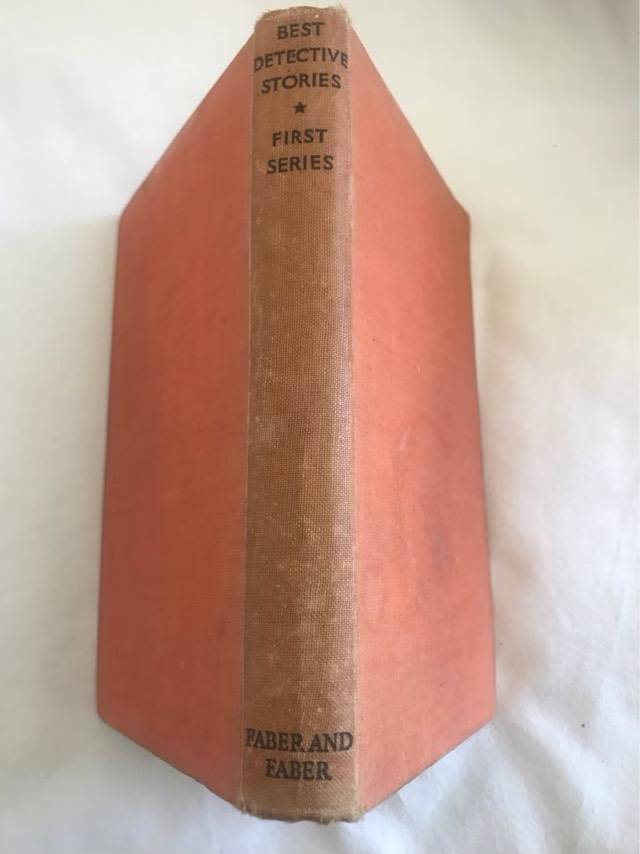 BEST
DETECTIVE
STORIES
★
FIRST
SERIES
FABER AND
FABER